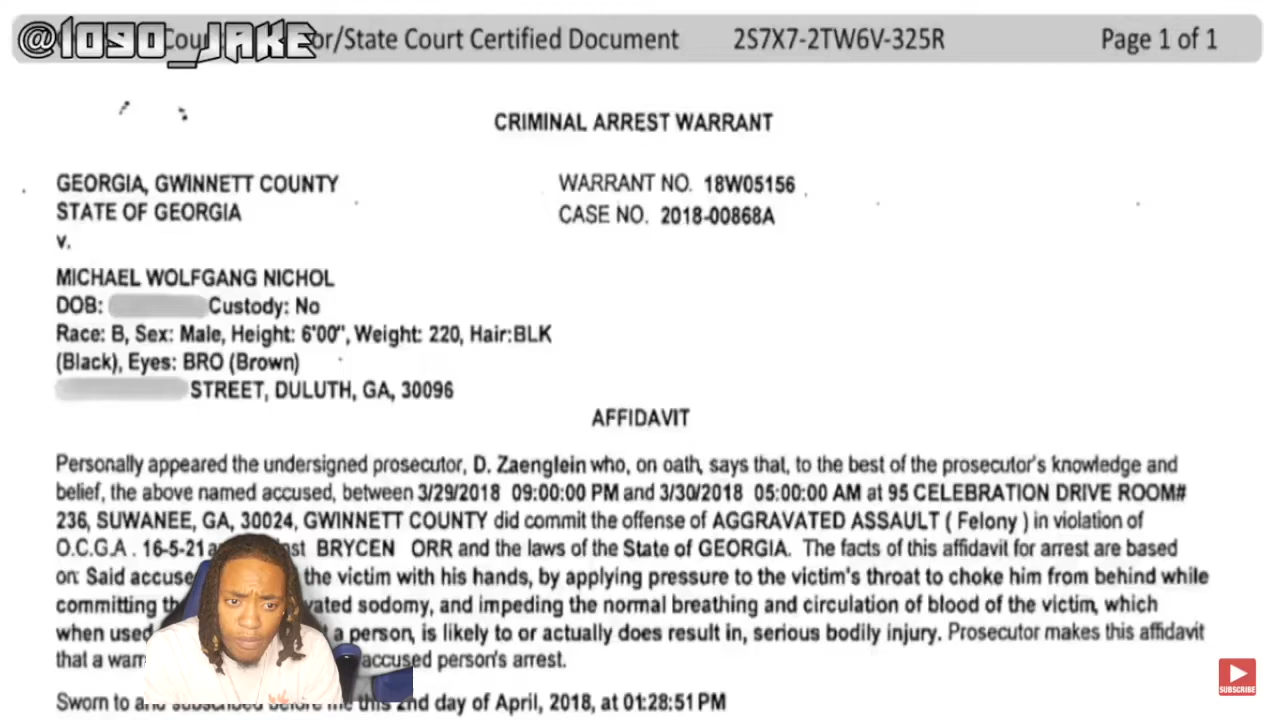 @1090_JAKE Cou or/State Court Certified Document 2S7X7-2TW6V-325R Page 1 of 1
CRIMINAL ARREST WARRANT
GEORGIA, GWINNETT COUNTY WARRANT NO. 18W05156
STATE OF GEORGIA CASE NO. 2018-00868A
v.
MICHAEL WOLFGANG NICHOL
DOB: Custody: No
Race: B, Sex: Male, Height: 6'00", Weight: 220, Hair:BLK
(Black), Eyes: BRO (Brown)
STREET, DULUTH, GA, 30096
AFFIDAVIT
Personally appeared the undersigned prosecutor, D. Zaenglein who, on oath, says that, to the best of the prosecutor's knowledge and
belief, the above named accused, between 3/29/2018 09:00:00 PM and 3/30/2018 05:00:00 AM at 95 CELEBRATION DRIVE ROOM#
236, SUWANEE, GA, 30024, GWINNETT COUNTY did commit the offense of AGGRAVATED ASSAULT ( Felony ) in violation of
O.C.G.A. 16-5-21 BRYCEN ORR and the laws of the State of GEORGIA. The facts of this affidavit for arrest are based
on: Said the victim with his hands, by applying pressure to the victim's throat to choke him from behind while
committing sodomy, and impeding the normal breathing and circulation of blood of the victim, which
when used a person, is likely to or actually does result in, serious bodily injury. Prosecutor makes this affidavit
that a accused person's arrest.
Sworn to and subscribed before me this 2nd day of April, 2018, at 01:28:51 PM
SUBSCRIBE